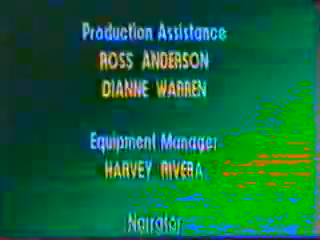 Production Assistance
ROSS ANDERSON
DIANNE WARREN
Equipment Manager
HARVEY RIVERA
Narrator